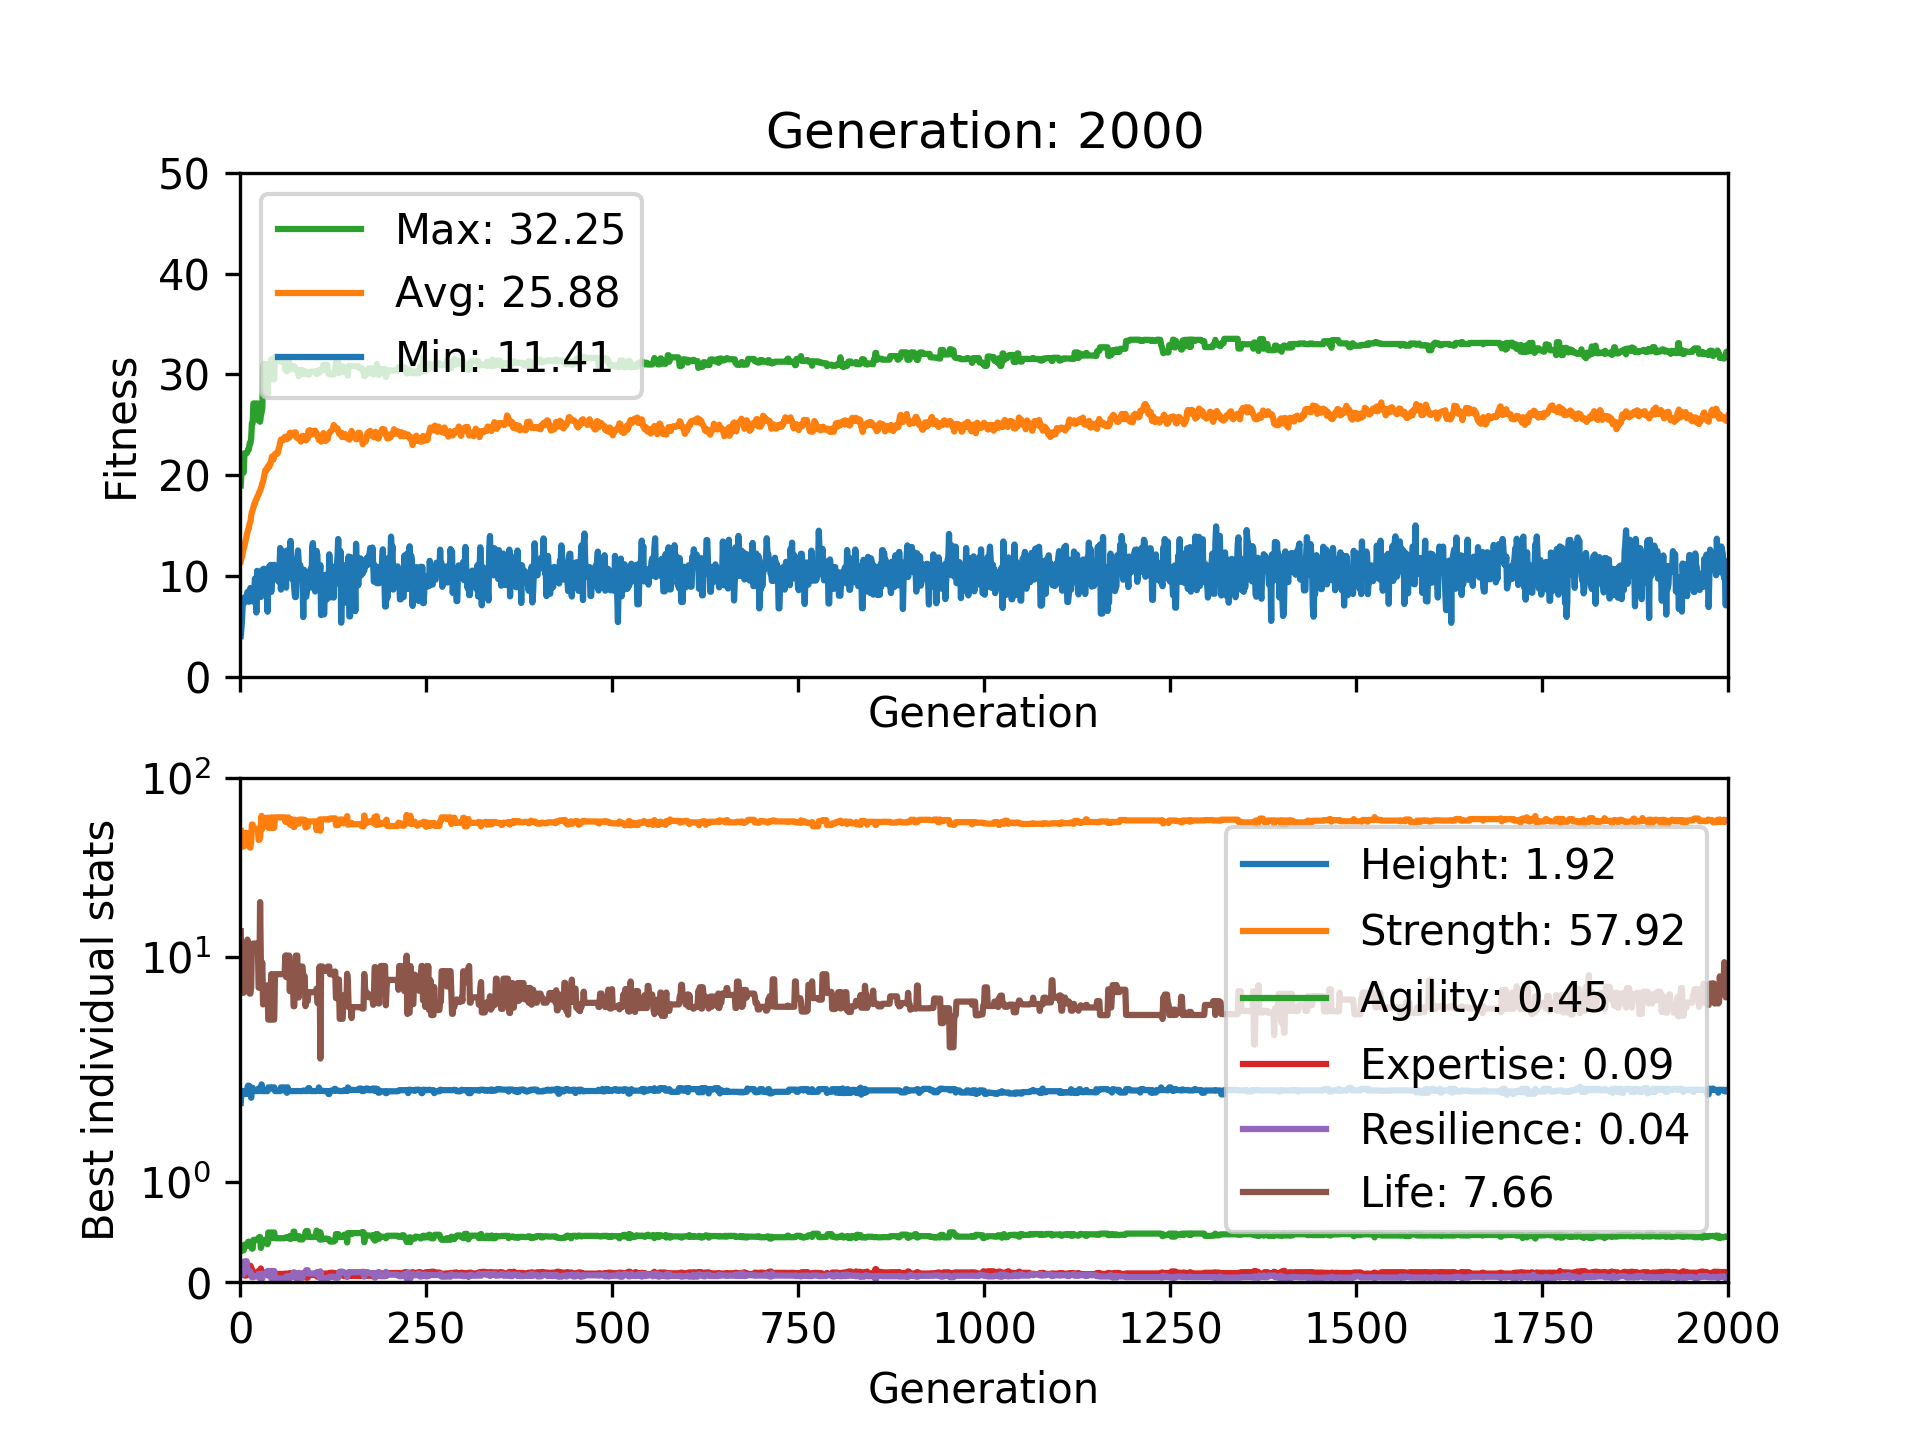 Generation: 2000
50
40
30
20
10
0
Fitness
Max: 32.25
Avg: 25.88
Min: 11.41
Generation
10²
10¹
10⁰
0
Best individual stats
Height: 1.92
Strength: 57.92
Agility: 0.45
Expertise: 0.09
Resilience: 0.04
Life: 7.66
0 250 500 750 1000 1250 1500 1750 2000
Generation